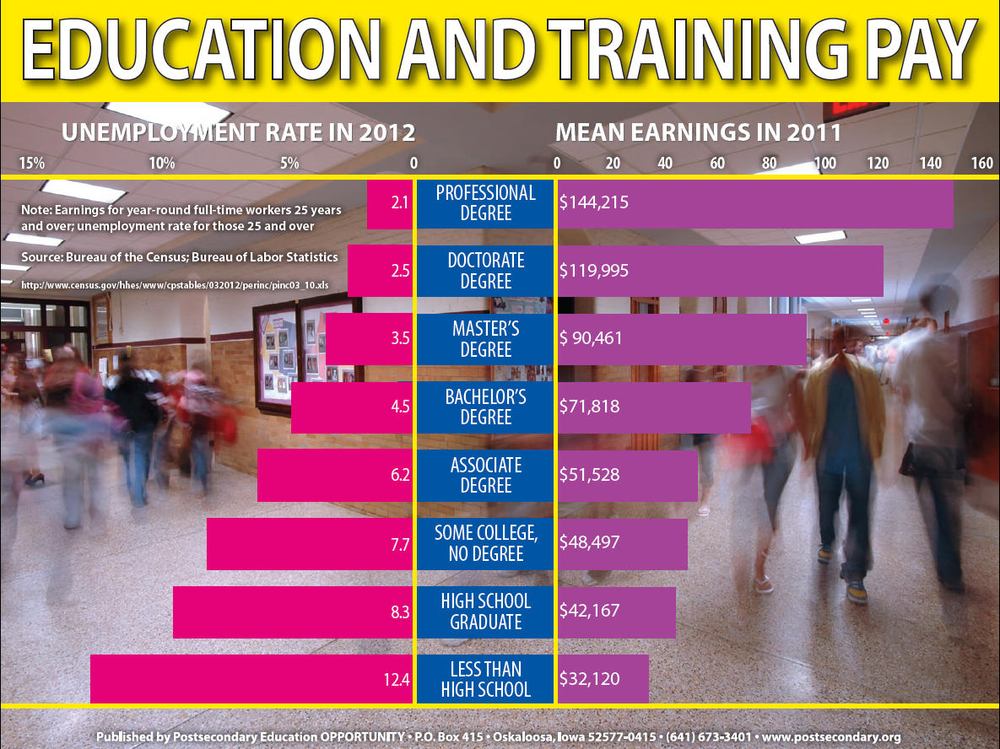 EDUCATION AND TRAINING PAY
UNEMPLOYMENT RATE IN 2012
MEAN EARNINGS IN 2011
15% 10% 5% 0
0 20 40 60 80 100 120 140 160
Note: Earnings for year-round full-time workers 25 years
and over; unemployment rate for those 25 and over
Source: Bureau of the Census; Bureau of Labor Statistics
http://www.census.gov/hhes/www/cpstables/032012/perinc/pinc03_10.xls
2.1
PROFESSIONAL
DEGREE
$144,215
2.5
DOCTORATE
DEGREE
$119,995
3.5
MASTER'S
DEGREE
$ 90,461
4.5
BACHELOR'S
DEGREE
$71,818
6.2
ASSOCIATE
DEGREE
$51,528
7.7
SOME COLLEGE,
NO DEGREE
$48,497
8.3
HIGH SCHOOL
GRADUATE
$42,167
12.4
LESS THAN
HIGH SCHOOL
$32,120
Published by Postsecondary Education OPPORTUNITY • P.O. Box 415 • Oskaloosa, Iowa 52577-0415 • (641) 673-3401 • www.postsecondary.org